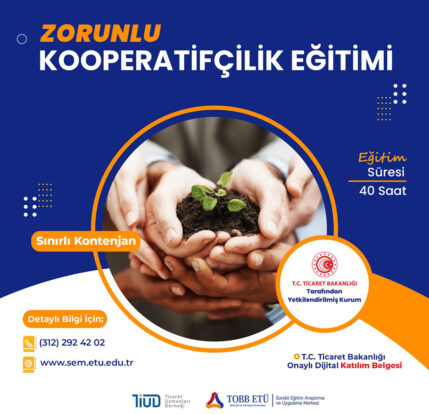 ZORUNLU
KOOPERATİFÇİLİK EĞİTİMİ
Eğitim
Süresi
40 Saat
Sınırlı Kontenjan
T.C. TİCARET BAKANLIĞI
Tarafından
Yetkilendirilmiş Kurum
Detaylı Bilgi İçin;
(312) 292 42 02
www.sem.etu.edu.tr
T.C. Ticaret Bakanlığı
Onaylı Dijital Katılım Belgesi
TİUD
Ticaret
Uzmanları
Derneği
TOBB ETÜ
Sürekli Eğitim Araştırma
ve Uygulama Merkezi